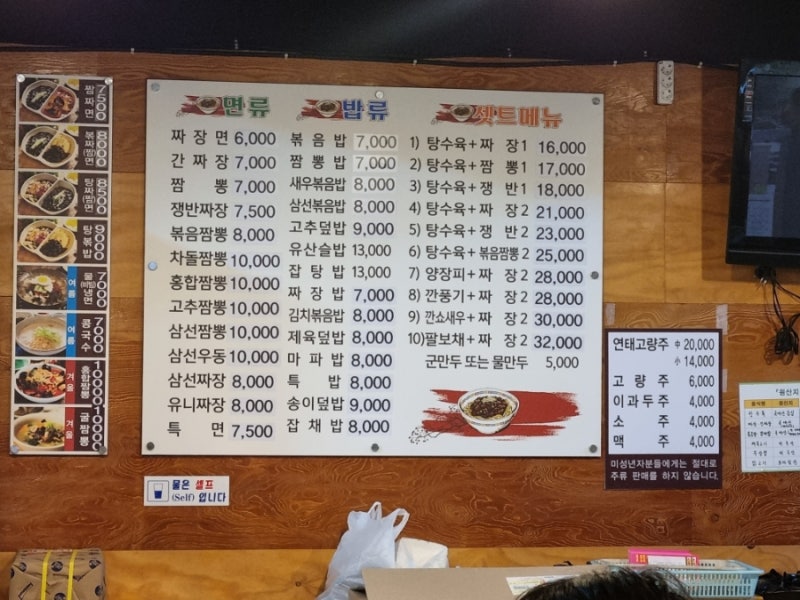 짬짜면 7500
볶짜(짬)면 8000
탕짜(짬)면 8500
탕볶밥 9000
여름 물(비빔)냉면 7000
여름 콩국수 7000
겨울 홍합짬뽕 10000
겨울 굴짬뽕 10000
면류
짜장면 6,000
간짜장 7,000
짬뽕 7,000
쟁반짜장 7,500
볶음짬뽕 8,000
차돌짬뽕 10,000
홍합짬뽕 10,000
고추짬뽕 10,000
삼선짬뽕 10,000
삼선우동 10,000
삼선짜장 8,000
유니짜장 8,000
특면 7,500
밥류
볶음밥 7,000
짬뽕밥 7,000
새우볶음밥 8,000
삼선볶음밥 8,000
고추덮밥 9,000
유산슬밥 13,000
잡탕밥 13,000
짜장밥 7,000
김치볶음밥 8,000
제육덮밥 8,000
마파밥 8,000
특밥 8,000
송이덮밥 9,000
잡채밥 8,000
셋트메뉴
1) 탕수육+짜장1 16,000
2) 탕수육+짬뽕1 17,000
3) 탕수육+쟁반1 18,000
4) 탕수육+짜장2 21,000
5) 탕수육+쟁반2 23,000
6) 탕수육+볶음짬뽕2 25,000
7) 양장피+짜장2 28,000
8) 깐풍기+짜장2 28,000
9) 깐쇼새우+짜장2 30,000
10) 팔보채+짜장2 32,000
군만두 또는 물만두 5,000
연태고량주 中 20,000
小 14,000
고량주 6,000
이과두주 4,000
소주 4,000
맥주 4,000
미성년자분들에게는 절대로
주류 판매를 하지 않습니다.
물은 셀프
(Self) 입니다